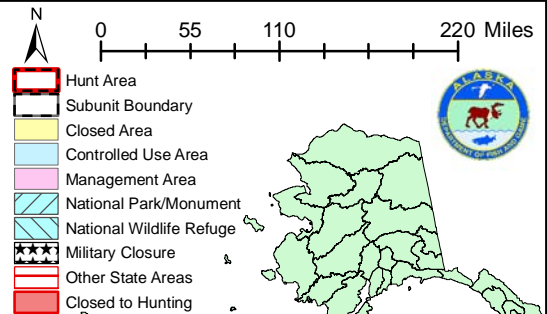 N
0 55 110 220 Miles
Hunt Area
Subunit Boundary
Closed Area
Controlled Use Area
Management Area
National Park/Monument
National Wildlife Refuge
Military Closure
Other State Areas
Closed to Hunting
ALASKA
DEPARTMENT OF FISH AND GAME